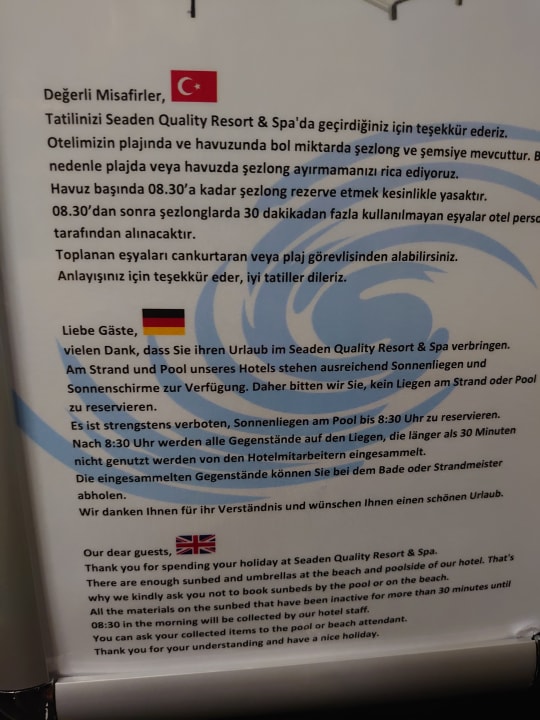 Değerli Misafirler,
Tatilinizi Seaden Quality Resort & Spa'da geçirdiğiniz için teşekkür ederiz.
Otelimizin plajında ve havuzunda bol miktarda şezlong ve şemsiye mevcuttur. B
nedenle plajda veya havuzda şezlong ayırmamanızı rica ediyoruz.
Havuz başında 08.30'a kadar şezlong rezerve etmek kesinlikle yasaktır.
08.30'dan sonra şezlonglarda 30 dakikadan fazla kullanılmayan eşyalar otel perso
tarafından alınacaktır.
Toplanan eşyaları cankurtaran veya plaj görevlisinden alabilirsiniz.
Anlayışınız için teşekkür eder, iyi tatiller dileriz.
Liebe Gäste,
vielen Dank, dass Sie ihren Urlaub im Seaden Quality Resort & Spa verbringen.
Am Strand und Pool unseres Hotels stehen ausreichend Sonnenliegen und
Sonnenschirme zur Verfügung. Daher bitten wir Sie, kein Liegen am Strand oder Pool
zu reservieren.
Es ist strengstens verboten, Sonnenliegen am Pool bis 8:30 Uhr zu reservieren.
Nach 8:30 Uhr werden alle Gegenstände auf den Liegen, die länger als 30 Minuten
nicht genutzt werden von den Hotelmitarbeitern eingesammelt.
Die eingesammelten Gegenstände können Sie bei dem Bade oder Strandmeister
abholen.
Wir danken Ihnen für ihr Verständnis und wünschen Ihnen einen schönen Urlaub.
Our dear guests,
Thank you for spending your holiday at Seaden Quality Resort & Spa.
There are enough sunbed and umbrellas at the beach and poolside of our hotel. That's
why we kindly ask you not to book sunbeds by the pool or on the beach.
All the materials on the sunbed that have been inactive for more than 30 minutes until
08:30 in the morning will be collected by our hotel staff.
You can ask your collected items to the pool or beach attendant.
Thank you for your understanding and have a nice holiday.